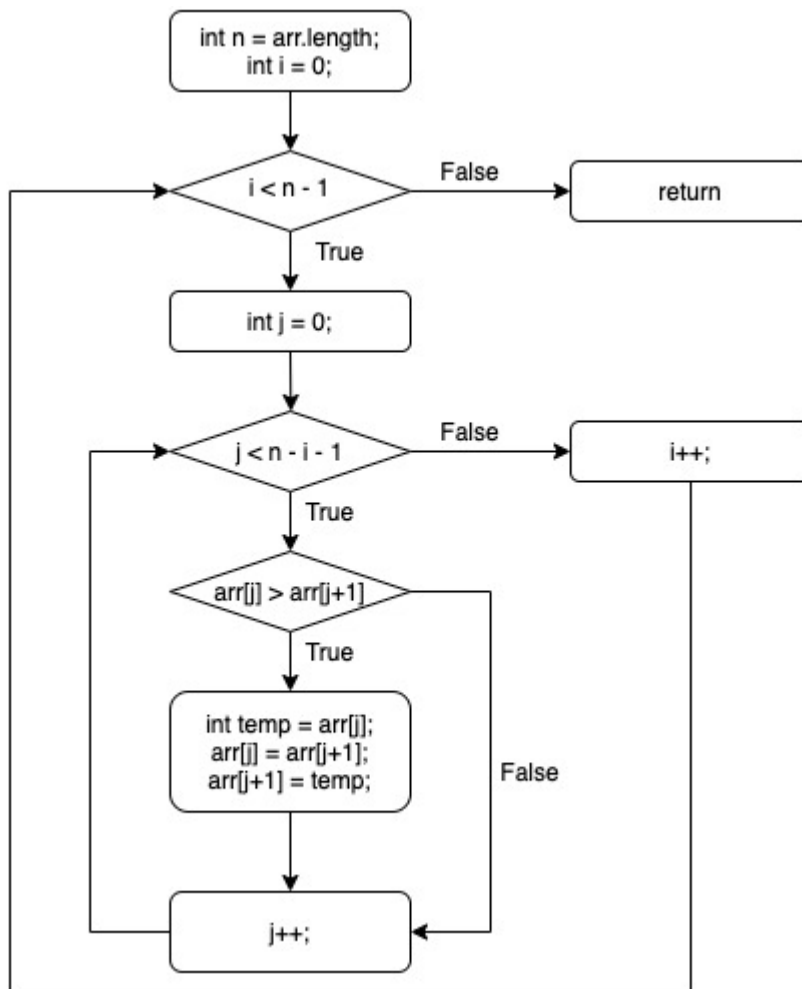 int n = arr.length;
int i = 0;
i < n - 1
False
return
True
int j = 0;
j < n - i - 1
False
i++;
True
arr[j] > arr[j+1]
True
int temp = arr[j];
arr[j] = arr[j+1];
arr[j+1] = temp;
False
j++;